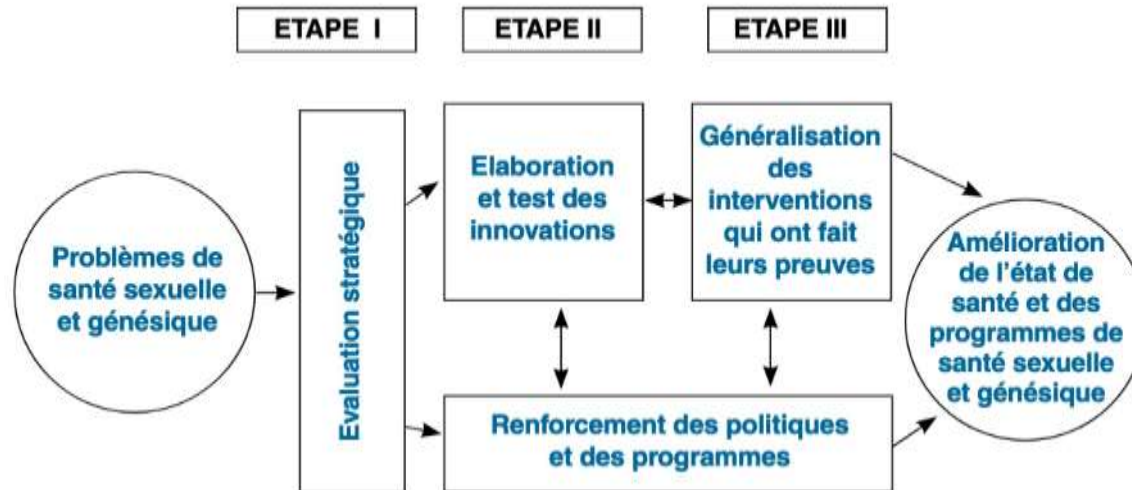 ETAPE I
ETAPE II
ETAPE III
Problèmes de
santé sexuelle
et génésique
Evaluation stratégique
Elaboration
et test des
innovations
Généralisation
des
interventions
qui ont fait
leurs preuves
Renforcement des politiques
et des programmes
Amélioration
de l'état de
santé et des
programmes de
santé sexuelle
et génésique